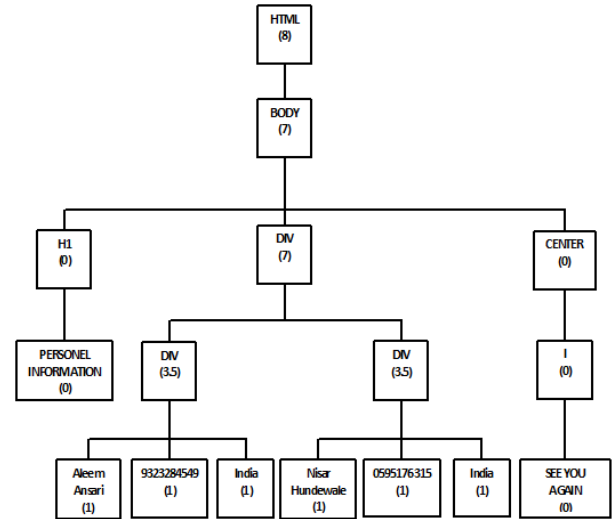 HTML
(8)
BODY
(7)
H1
(0)
DIV
(7)
CENTER
(0)
PERSONEL
INFORMATION
(0)
DIV
(3.5)
DIV
(3.5)
I
(0)
Aleem
Ansari
(1)
9323284549
(1)
India
(1)
Nisar
Hundewale
(1)
0595176315
(1)
India
(1)
SEE YOU
AGAIN
(0)